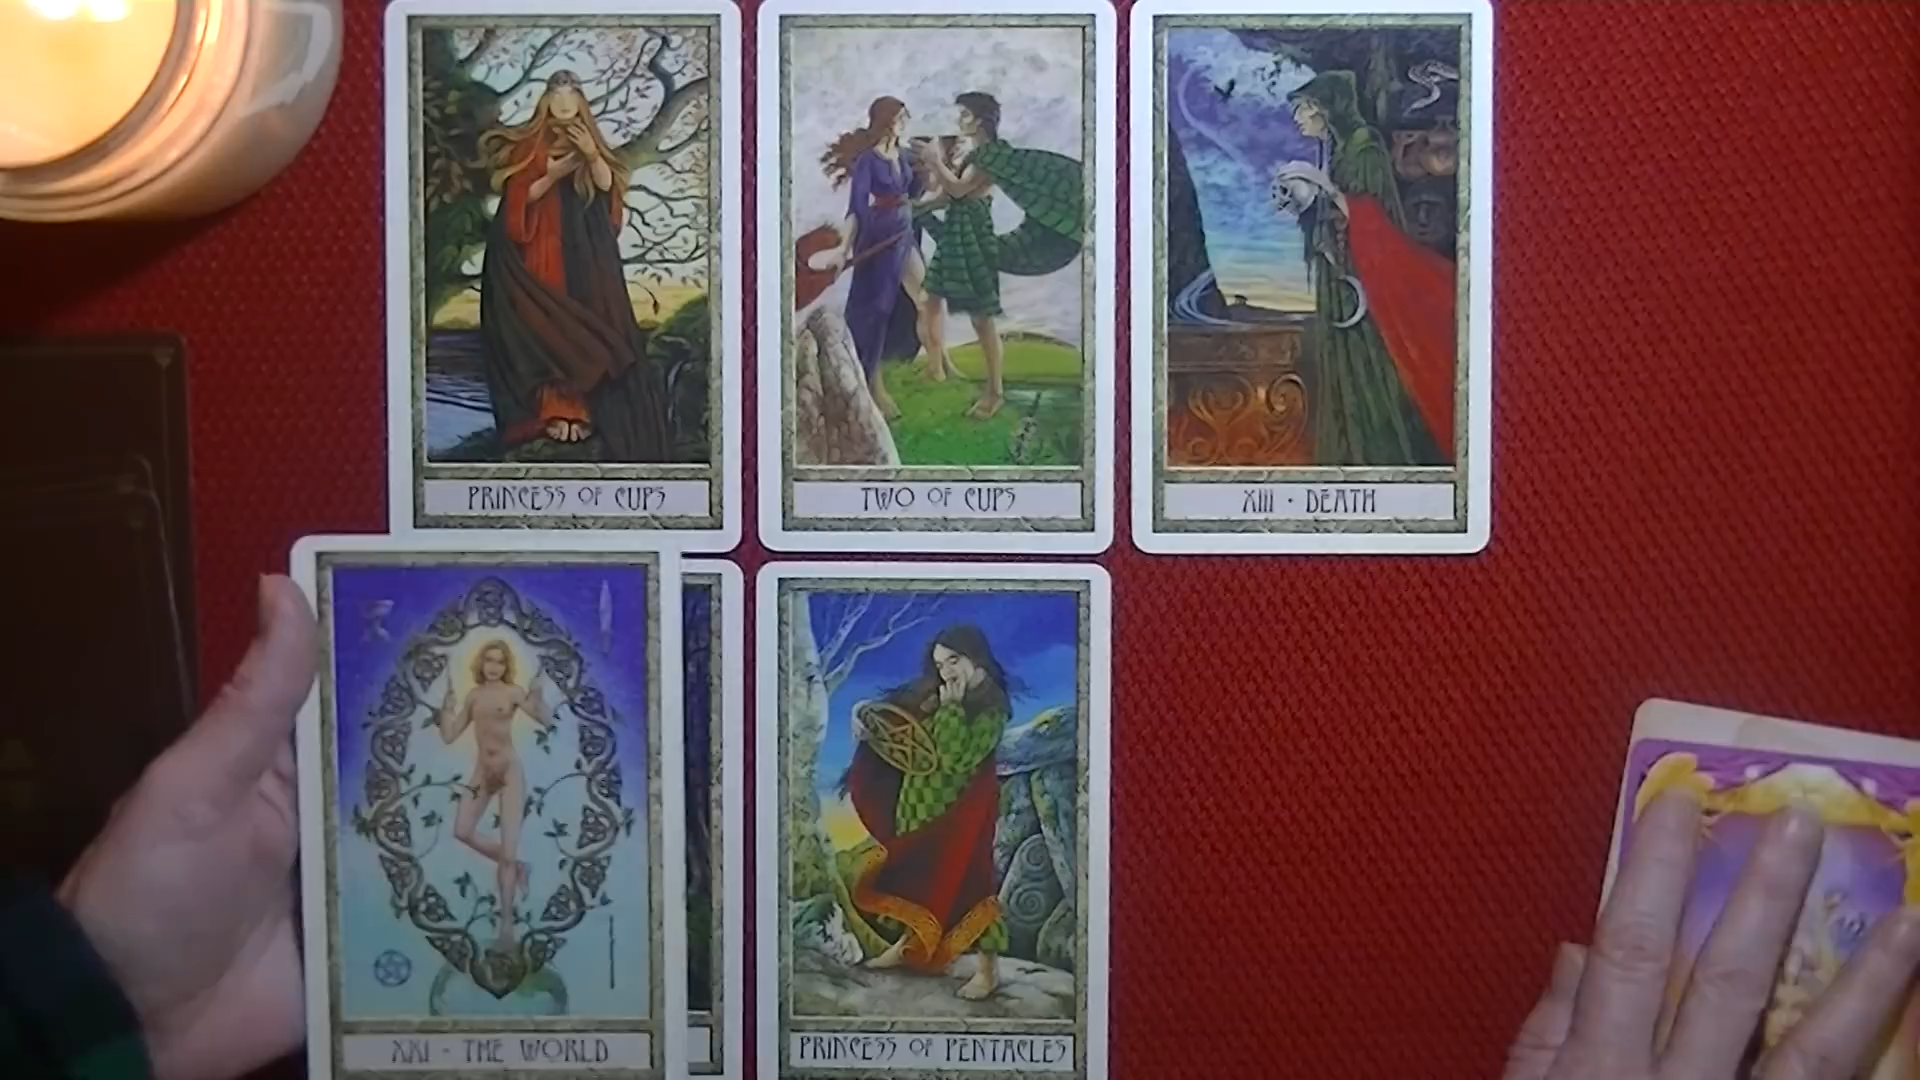 PRINCESS OF CUPS
TWO OF CUPS
XIII • DEATH
XXI - THE WORLD
PRINCESS OF PENTACLES